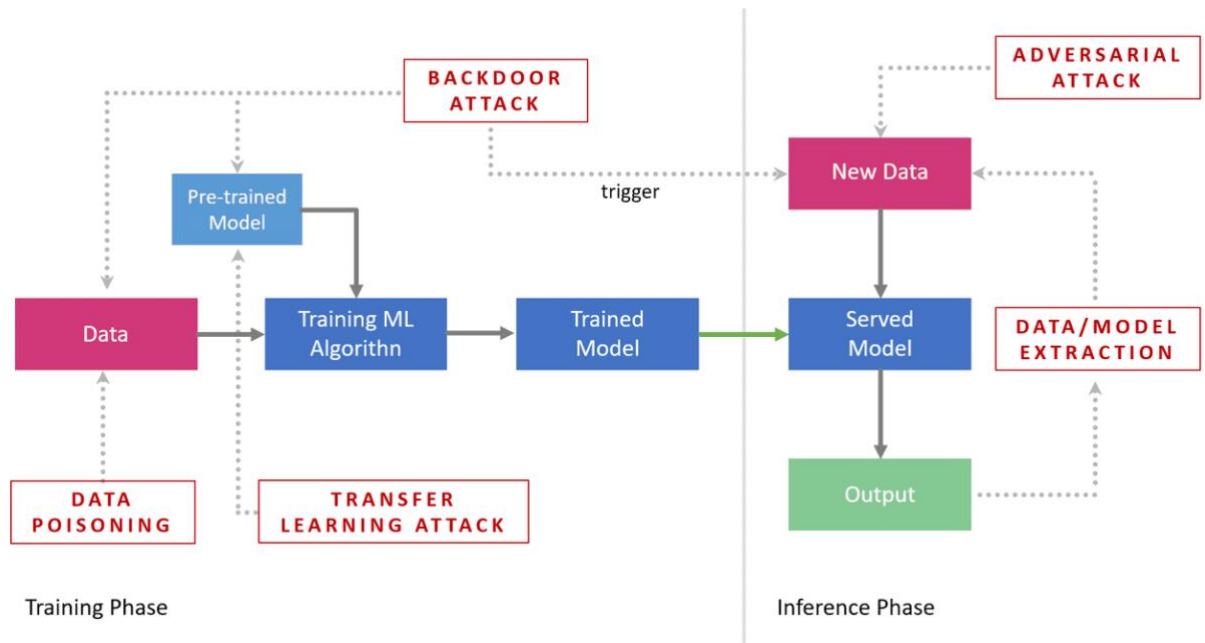 BACKDOOR
ATTACK
ADVERSARIAL
ATTACK
Pre-trained
Model
trigger
New Data
Data
Training ML
Algorithn
Trained
Model
Served
Model
DATA/MODEL
EXTRACTION
DATA
POISONING
TRANSFER
LEARNING ATTACK
Output
Training Phase
Inference Phase